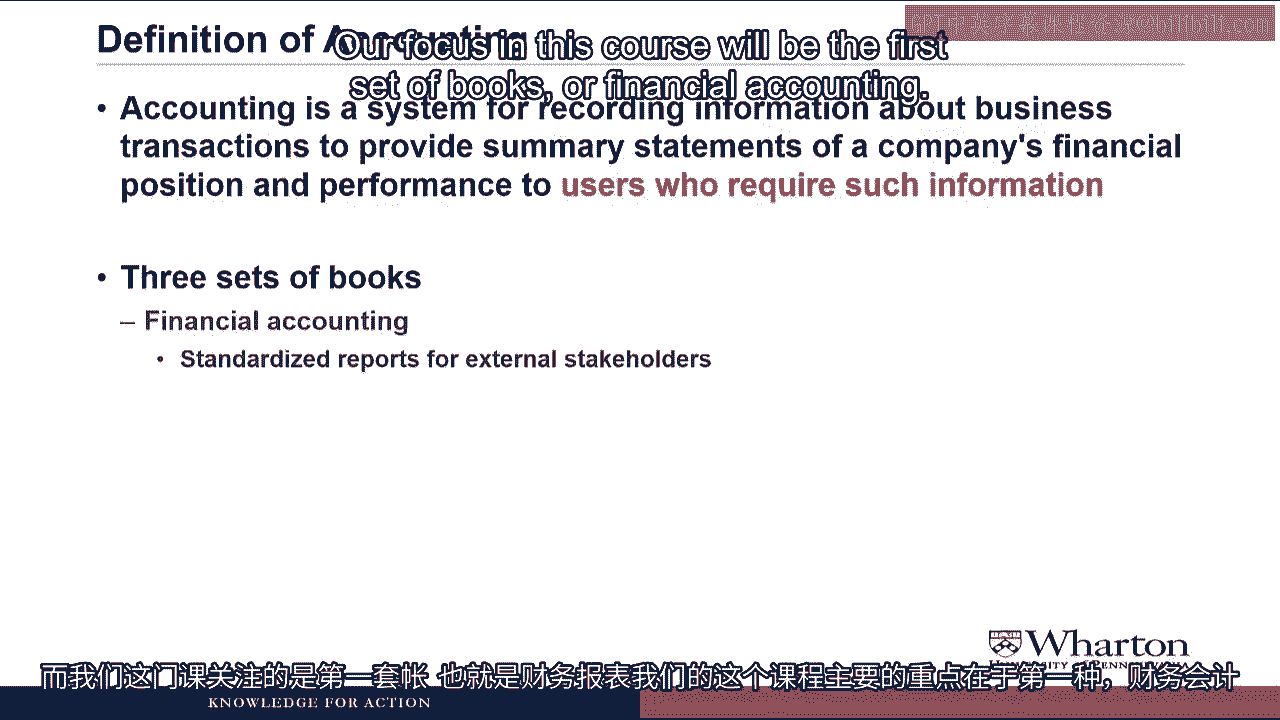 Definition of Accounting
Our focus in this course will be the first
set of books, or financial accounting.
• Accounting is a system for recording information about business
transactions to provide summary statements of a company's financial
position and performance to users who require such information
• Three sets of books
– Financial accounting
• Standardized reports for external stakeholders
Wharton
UNIVERSITY OF PENNSYLVANIA
而我们这门课关注的是第一套帐 也就是财务报表我们的这个课程主要的重点在于第一种，财务会计
KNOWLEDGE FOR ACTION